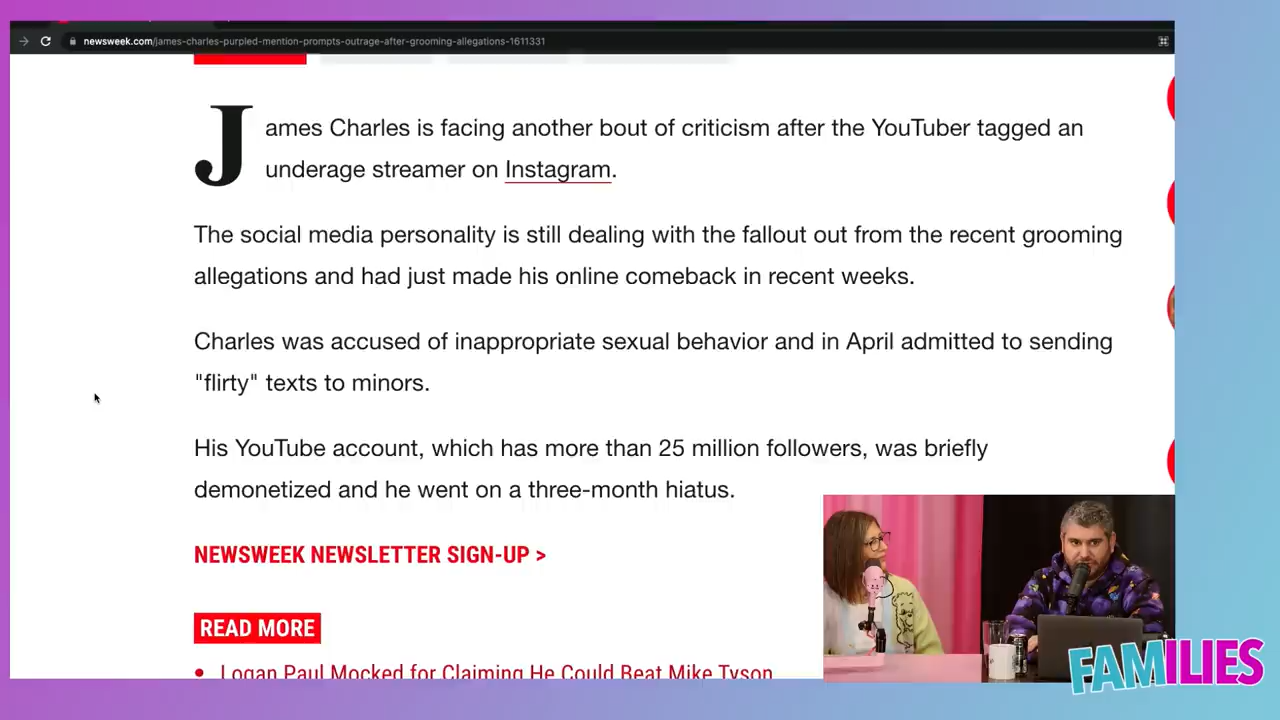 newsweek.com/james-charles-purpled-mention-prompts-outrage-after-grooming-allegations-1611331
James Charles is facing another bout of criticism after the YouTuber tagged an
underage streamer on Instagram.
The social media personality is still dealing with the fallout out from the recent grooming
allegations and had just made his online comeback in recent weeks.
Charles was accused of inappropriate sexual behavior and in April admitted to sending
"flirty" texts to minors.
His YouTube account, which has more than 25 million followers, was briefly
demonetized and he went on a three-month hiatus.
NEWSWEEK NEWSLETTER SIGN-UP >
READ MORE
• Logan Paul Mocked for Claiming He Could Beat Mike Tyson
FAMILIES